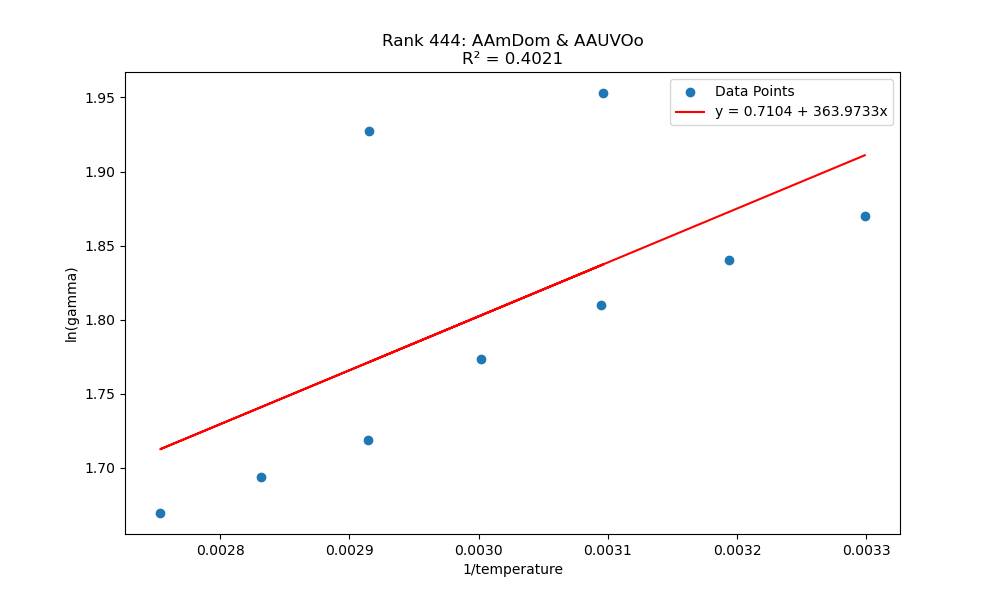 Rank 444: AAmDom & AAUVOo
R² = 0.4021
Data Points
y = 0.7104 + 363.9733x
ln(gamma)
1.95
1.90
1.85
1.80
1.75
1.70
0.0028 0.0029 0.0030 0.0031 0.0032 0.0033
1/temperature